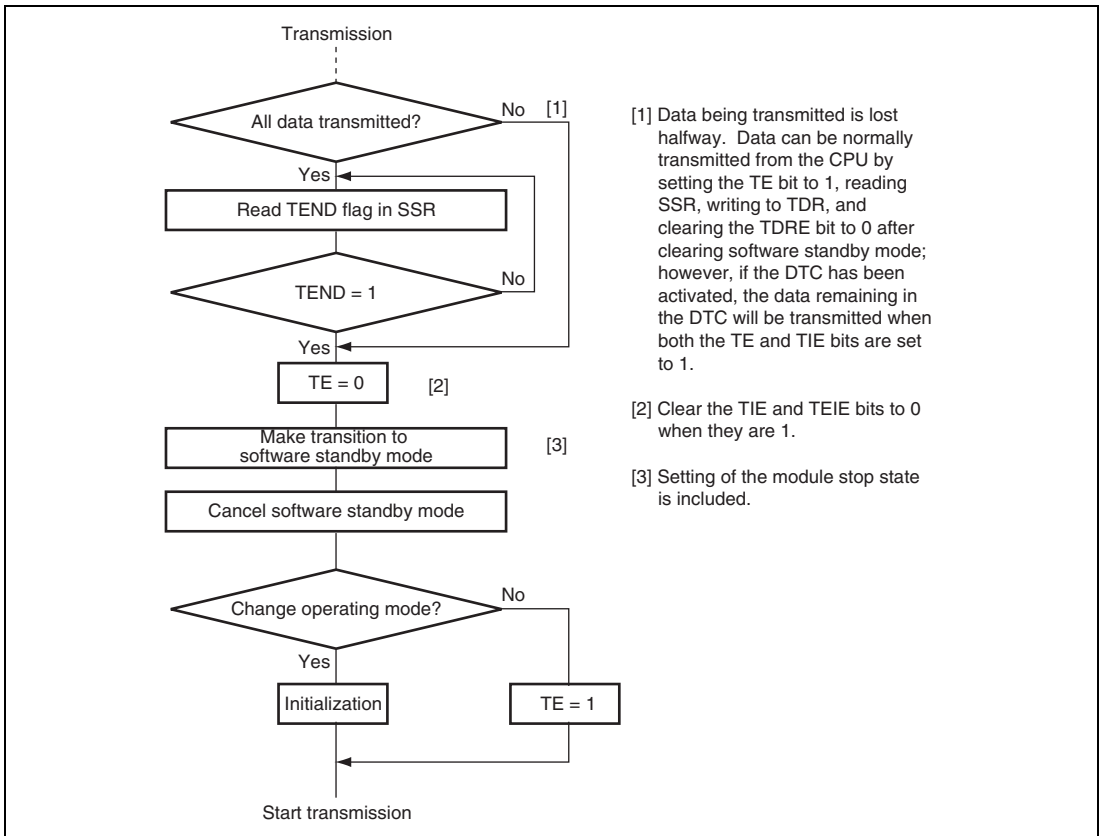 Transmission
All data transmitted?
No
[1]
Yes
Read TEND flag in SSR
TEND = 1
No
Yes
TE = 0
[2]
Make transition to
software standby mode
[3]
Cancel software standby mode
Change operating mode?
No
Yes
Initialization
TE = 1
Start transmission
[1] Data being transmitted is lost
halfway. Data can be normally
transmitted from the CPU by
setting the TE bit to 1, reading
SSR, writing to TDR, and
clearing the TDRE bit to 0 after
clearing software standby mode;
however, if the DTC has been
activated, the data remaining in
the DTC will be transmitted when
both the TE and TIE bits are set
to 1.
[2] Clear the TIE and TEIE bits to 0
when they are 1.
[3] Setting of the module stop state
is included.